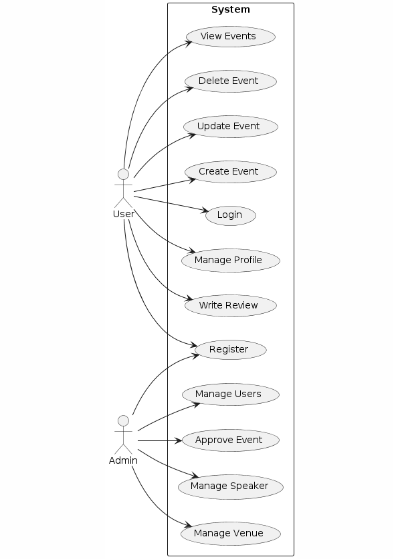 System
View Events
Delete Event
Update Event
Create Event
User
Login
Manage Profile
Write Review
Register
Manage Users
Approve Event
Admin
Manage Speaker
Manage Venue